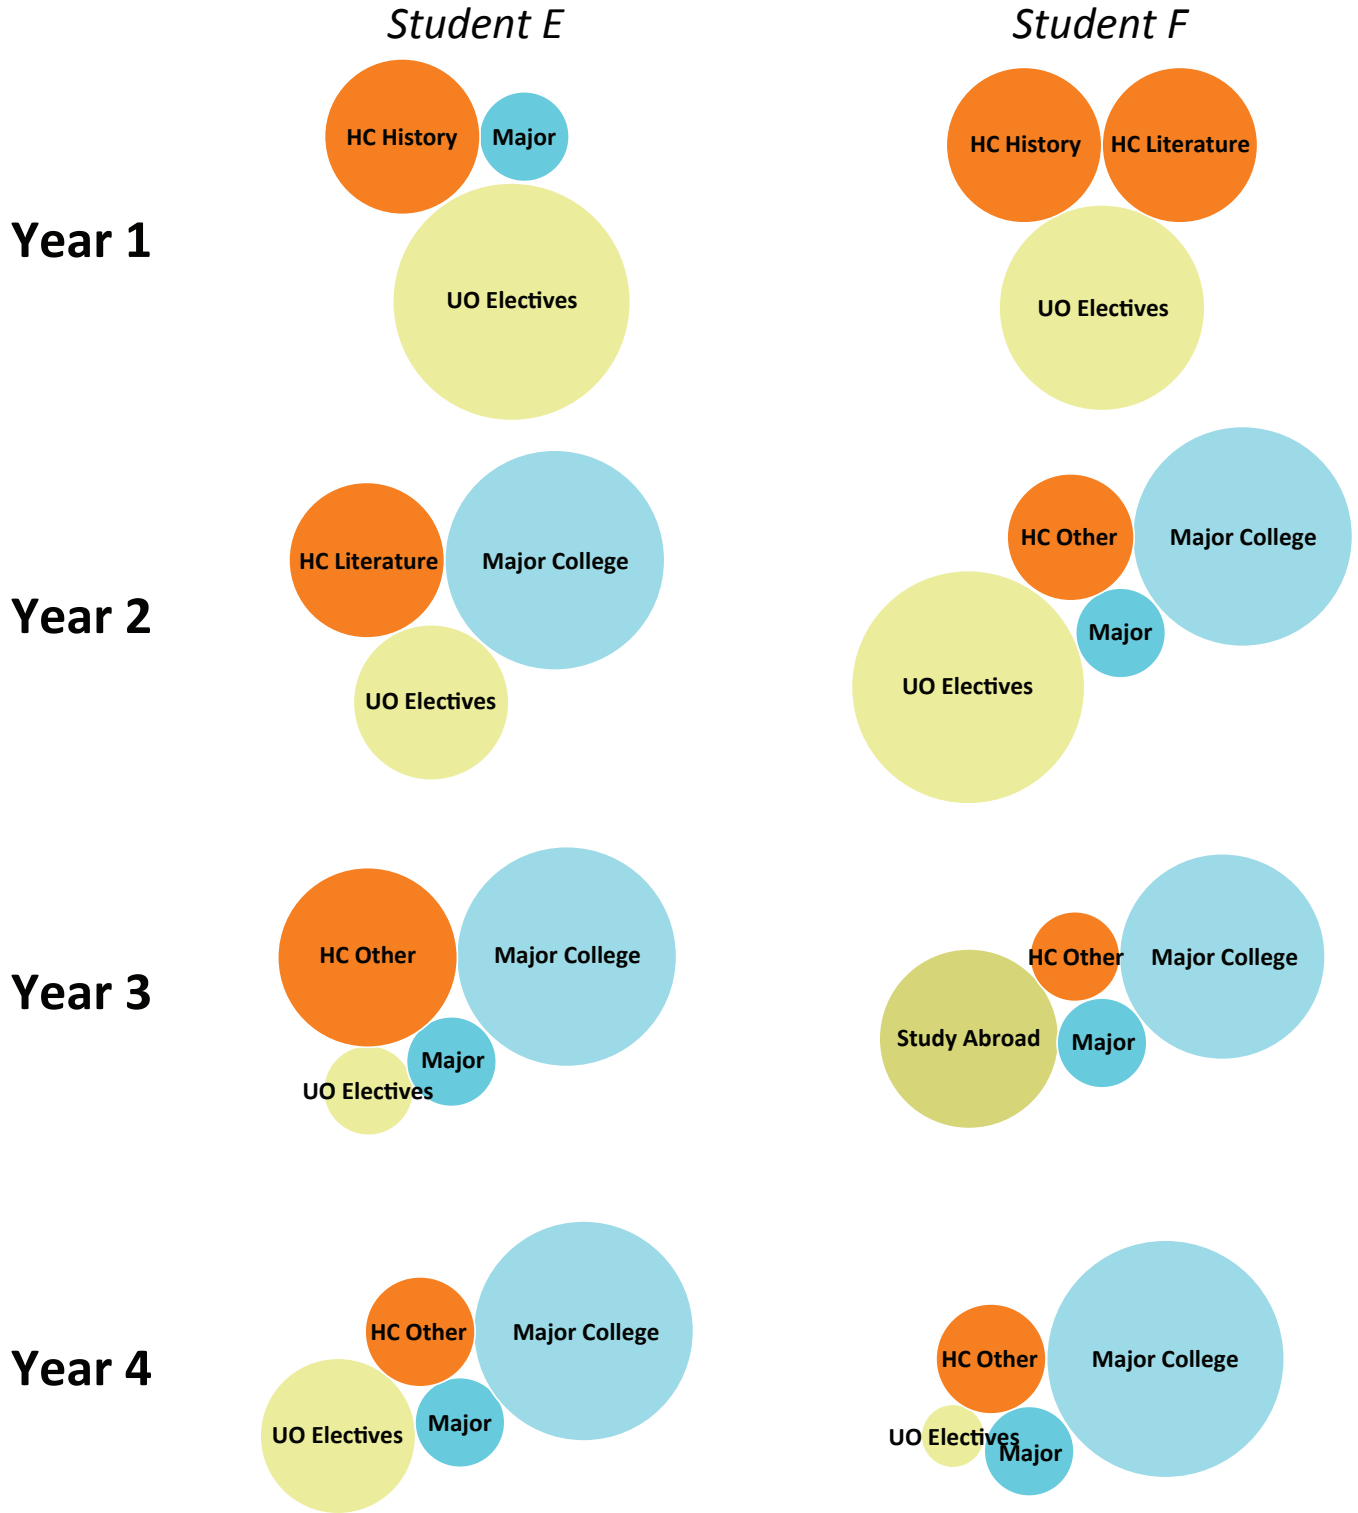 Student E
Student F
Year 1
HC History
Major
UO Electives
HC History
HC Literature
UO Electives
Year 2
HC Literature
Major College
UO Electives
HC Other
Major College
Major
UO Electives
Year 3
HC Other
Major College
Major
UO Electives
HC Other
Major College
Study Abroad
Major
Year 4
HC Other
Major College
Major
UO Electives
HC Other
Major College
UO Electives
Major